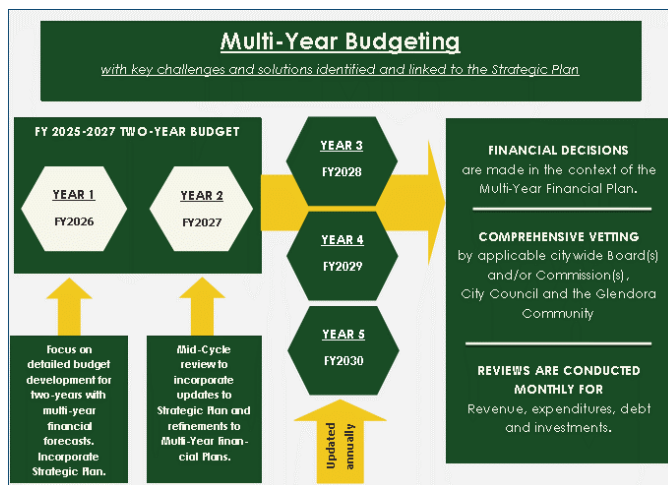 Multi-Year Budgeting
with key challenges and solutions identified and linked to the Strategic Plan
FY 2025-2027 TWO-YEAR BUDGET
YEAR 1
FY2026
YEAR 2
FY2027
YEAR 3
FY2028
YEAR 4
FY2029
YEAR 5
FY2030
Focus on
detailed budget
development for
two-years with
multi-year
financial
forecasts.
Incorporate
Strategic Plan.
Mid-Cycle
review to
incorporate
updates to
Strategic Plan and
refinements to
Multi-Year Finan-
cial Plans.
Updated
annually
FINANCIAL DECISIONS
are made in the context of the
Multi-Year Financial Plan.
COMPREHENSIVE VETTING
by applicable citywide Board(s)
and/or Commission(s),
City Council and the Glendora
Community
REVIEWS ARE CONDUCTED
MONTHLY FOR
Revenue, expenditures, debt
and investments.